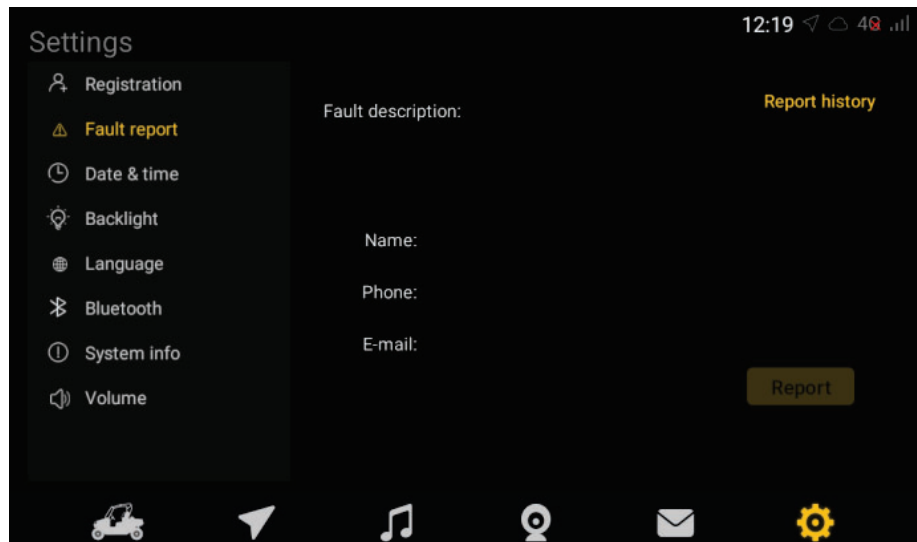 12:19 4G
Settings
Registration
Fault report
Date & time
Backlight
Language
Bluetooth
System info
Volume
Report history
Fault description:
Name:
Phone:
E-mail:
Report